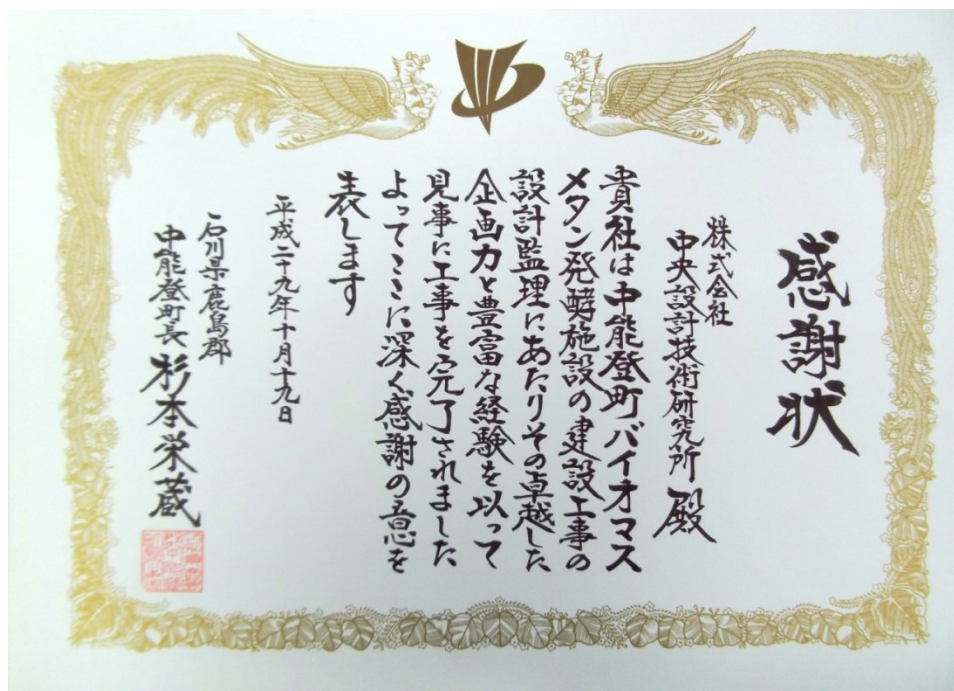 感謝状
株式会社
中央設計技術研究所 殿
貴社は中能登町バイオマス
メタン発酵施設の建設工事の
設計監理にあたりその卓越した
企画力と豊富な経験を以って
見事に工事を完了されました
よってここに深く感謝の意を
表します
平成二十九年十月十九日
石川県鹿島郡
中能登町長 杉本栄蔵